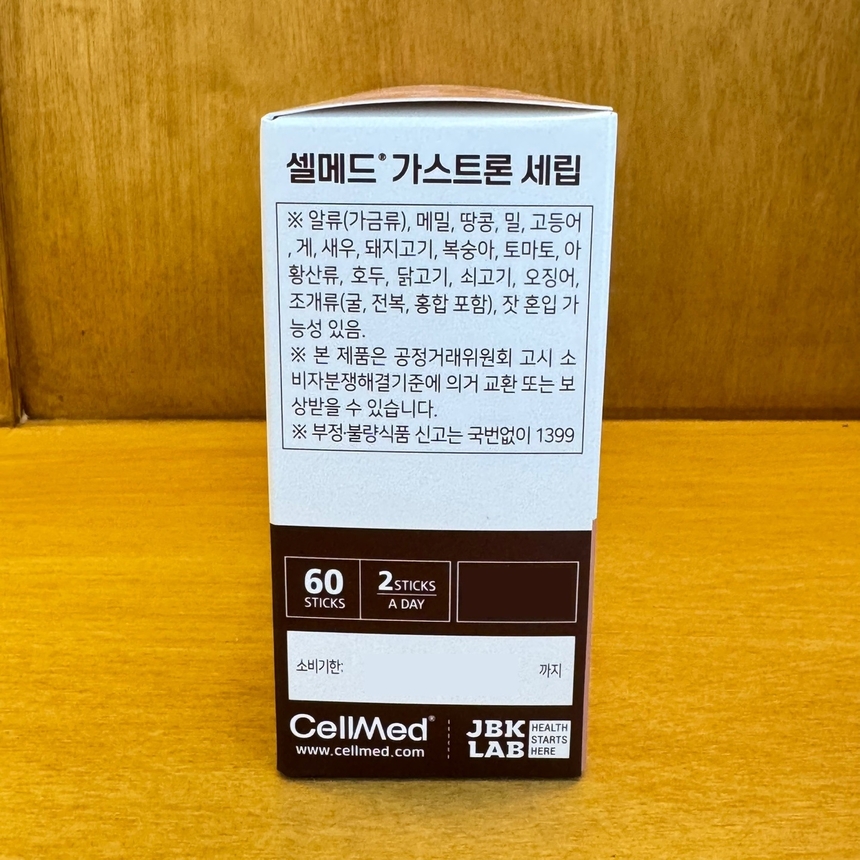 셀메드® 가스트론 세립
※ 알류(가금류), 메밀, 땅콩, 밀, 고등어
, 게, 새우, 돼지고기, 복숭아, 토마토, 아
황산류, 호두, 닭고기, 쇠고기, 오징어,
조개류(굴, 전복, 홍합 포함), 잣 혼입 가
능성 있음.
※ 본 제품은 공정거래위원회 고시 소
비자분쟁해결기준에 의거 교환 또는 보
상받을 수 있습니다.
※ 부정·불량식품 신고는 국번없이 1399
60
STICKS
2 STICKS
A DAY
소비기한: 까지
CellMed®
www.cellmed.com
JBK
LAB
HEALTH
STARTS
HERE